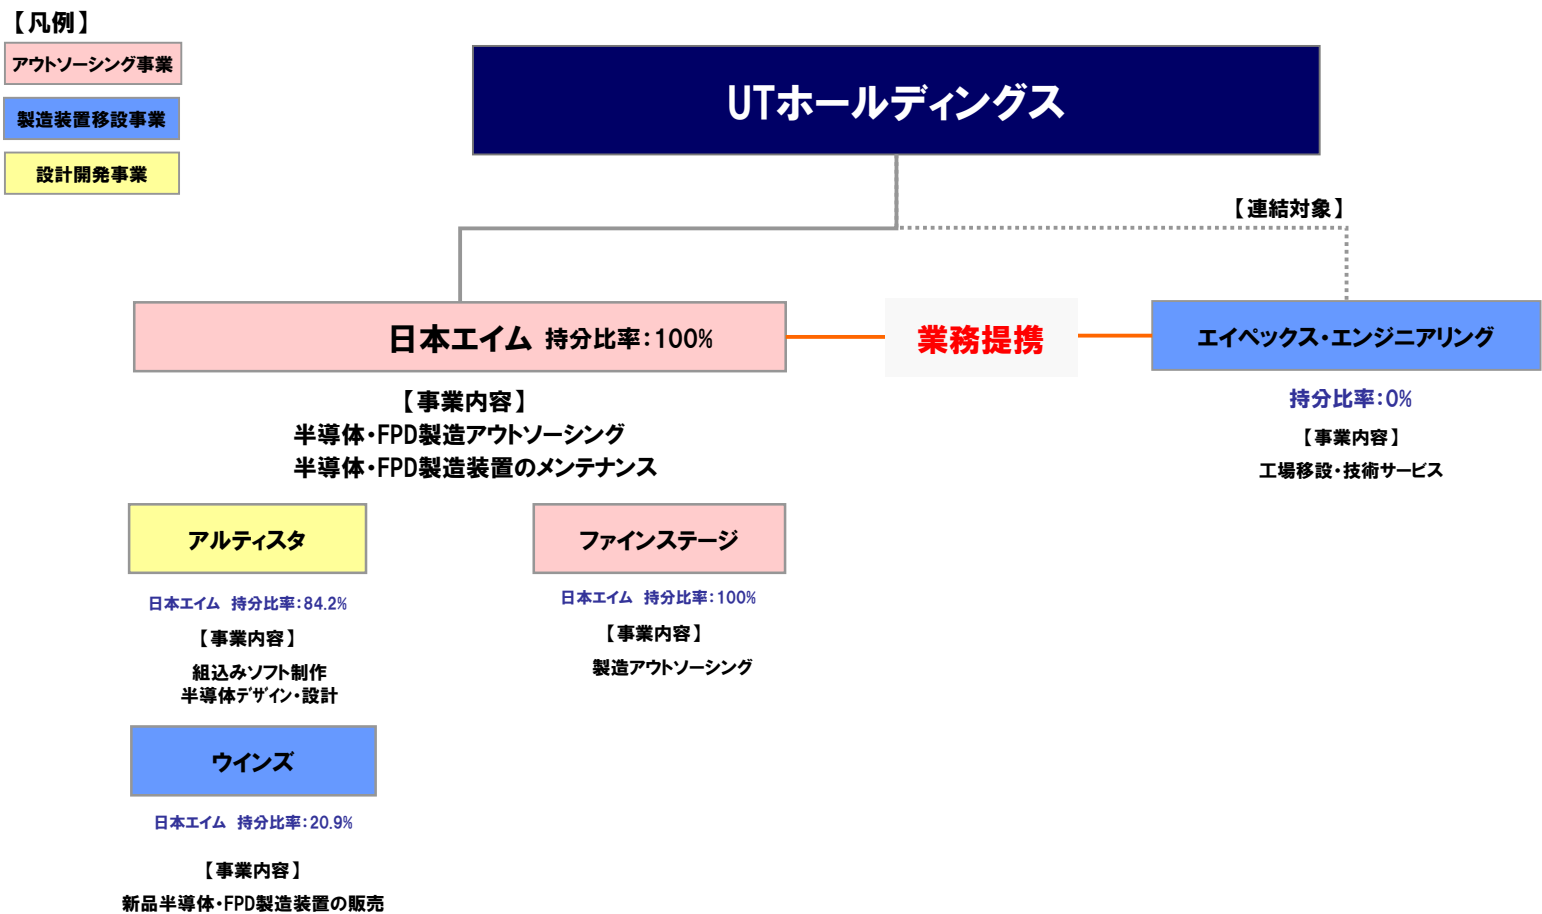 【凡例】
アウトソーシング事業
製造装置移設事業
設計開発事業
UTホールディングス
【連結対象】
日本エイム 持分比率：100%
業務提携
エイペックス・エンジニアリング
持分比率：0%
【事業内容】
工場移設・技術サービス
【事業内容】
半導体・FPD製造アウトソーシング
半導体・FPD製造装置のメンテナンス
アルティスタ
日本エイム 持分比率：84.2%
【事業内容】
組込みソフト制作
半導体ﾃﾞｻﾞｲﾝ・設計
ファインステージ
日本エイム 持分比率：100%
【事業内容】
製造アウトソーシング
ウインズ
日本エイム 持分比率：20.9%
【事業内容】
新品半導体・FPD製造装置の販売